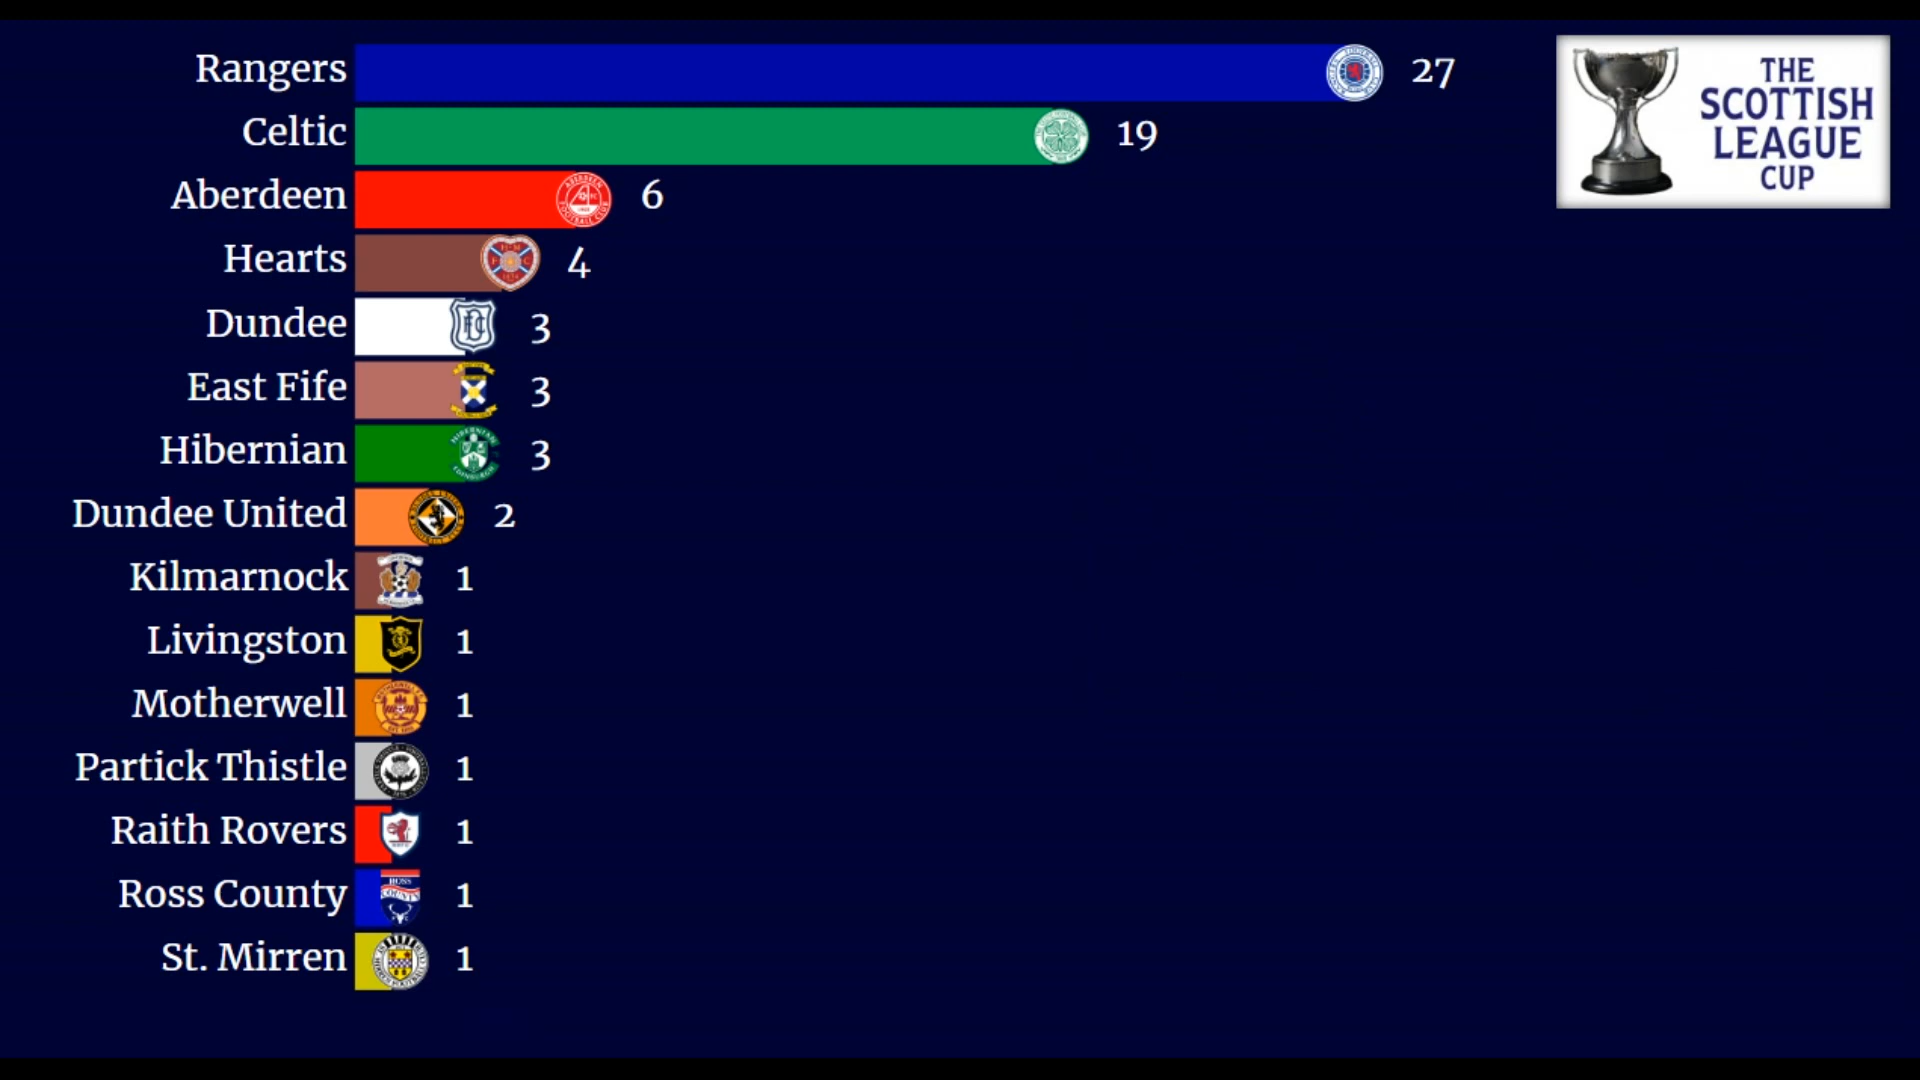 Rangers 27
Celtic 19
Aberdeen 6
Hearts 4
Dundee 3
East Fife 3
Hibernian 3
Dundee United 2
Kilmarnock 1
Livingston 1
Motherwell 1
Partick Thistle 1
Raith Rovers 1
Ross County 1
St. Mirren 1
THE
SCOTTISH
LEAGUE
CUP